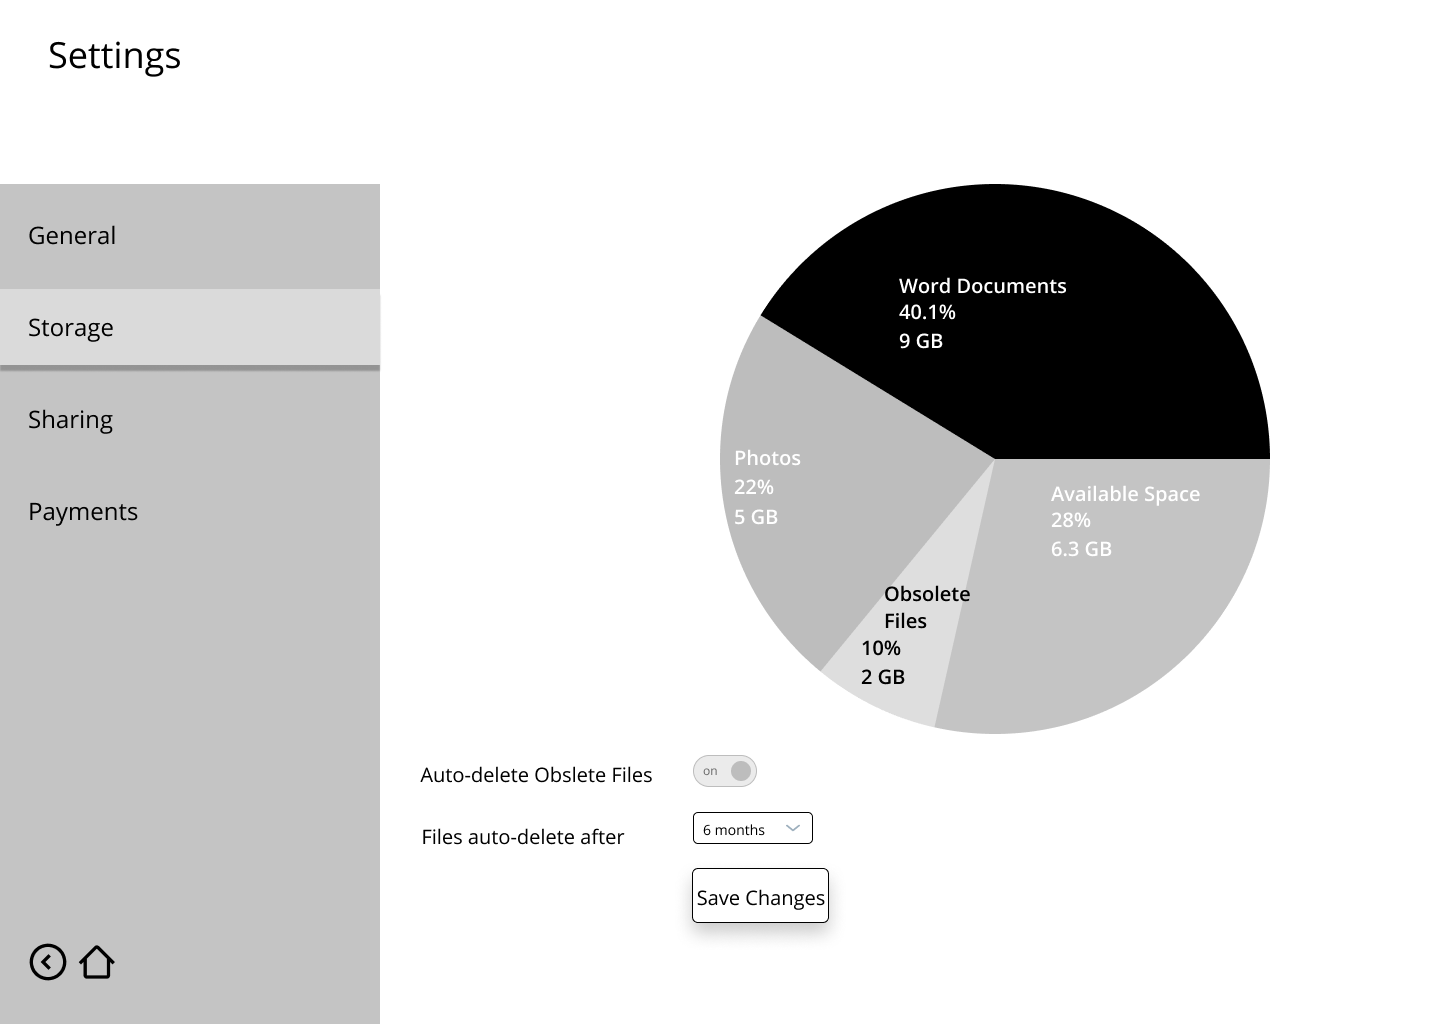 Settings
General
Storage
Sharing
Payments
Word Documents
40.1%
9 GB
Photos
22%
5 GB
Available Space
28%
6.3 GB
Obsolete
Files
10%
2 GB
Auto-delete Obslete Files
on
Files auto-delete after
6 months
Save Changes